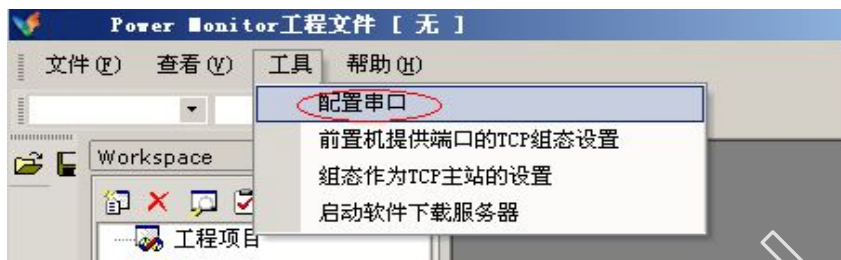 Power Monitor工程文件 [ 无 ]
文件(F) 查看(V) 工具 帮助(H)
配置串口
前置机提供端口的TCP组态设置
组态作为TCP主站的设置
启动软件下载服务器
Workspace
工程项目